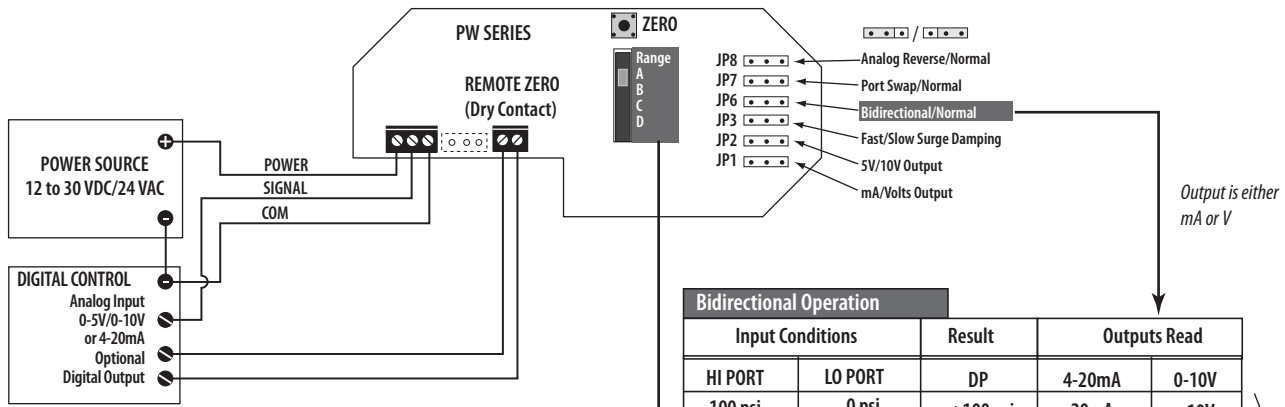 PW SERIES
ZERO
REMOTE ZERO
(Dry Contact)
Range
A
B
C
D
JP8
JP7
JP6
JP3
JP2
JP1
/
Analog Reverse/Normal
Port Swap/Normal
Bidirectional/Normal
Fast/Slow Surge Damping
5V/10V Output
mA/Volts Output
Output is either
mA or V
POWER SOURCE
12 to 30 VDC/24 VAC
POWER
SIGNAL
COM
DIGITAL CONTROL
Analog Input
0-5V/0-10V
or 4-20mA
Optional
Digital Output
Bidirectional Operation
Input Conditions Result Outputs Read
HI PORT LO PORT DP 4-20mA 0-10V
100 psi 0 psi